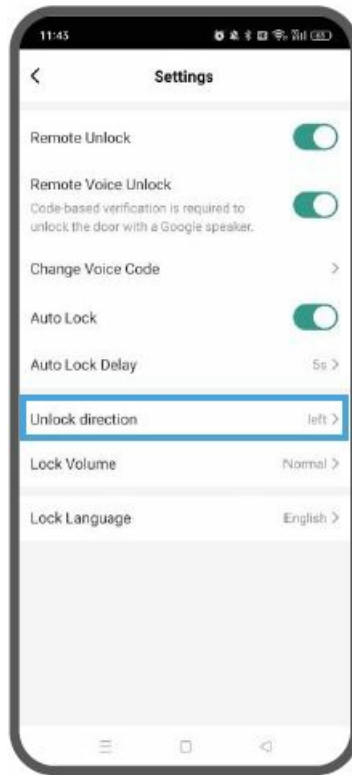 11:43
Settings
Remote Unlock
Remote Voice Unlock
Code-based verification is required to
unlock the door with a Google speaker.
Change Voice Code
Auto Lock
Auto Lock Delay 5s
Unlock direction left
Lock Volume Normal
Lock Language English